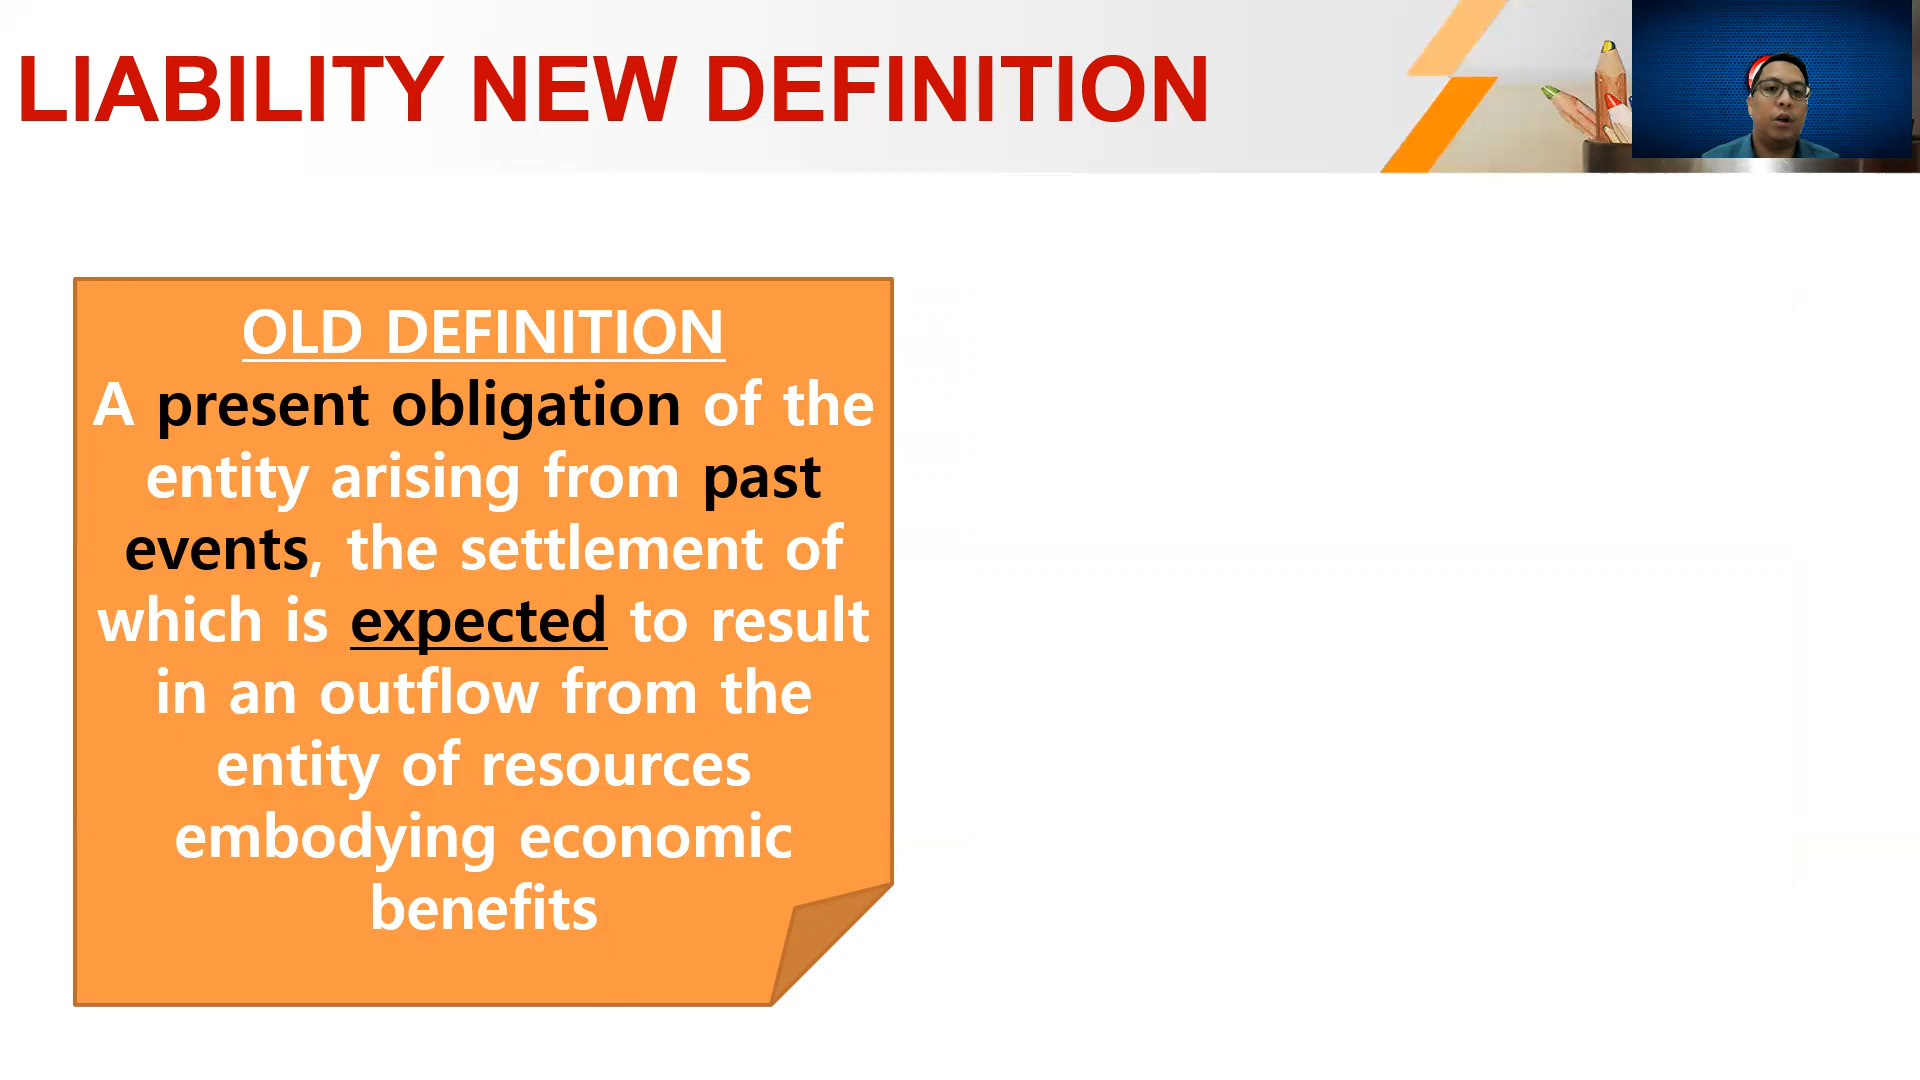 LIABILITY NEW DEFINITION
OLD DEFINITION
A present obligation of the
entity arising from past
events, the settlement of
which is expected to result
in an outflow from the
entity of resources
embodying economic
benefits